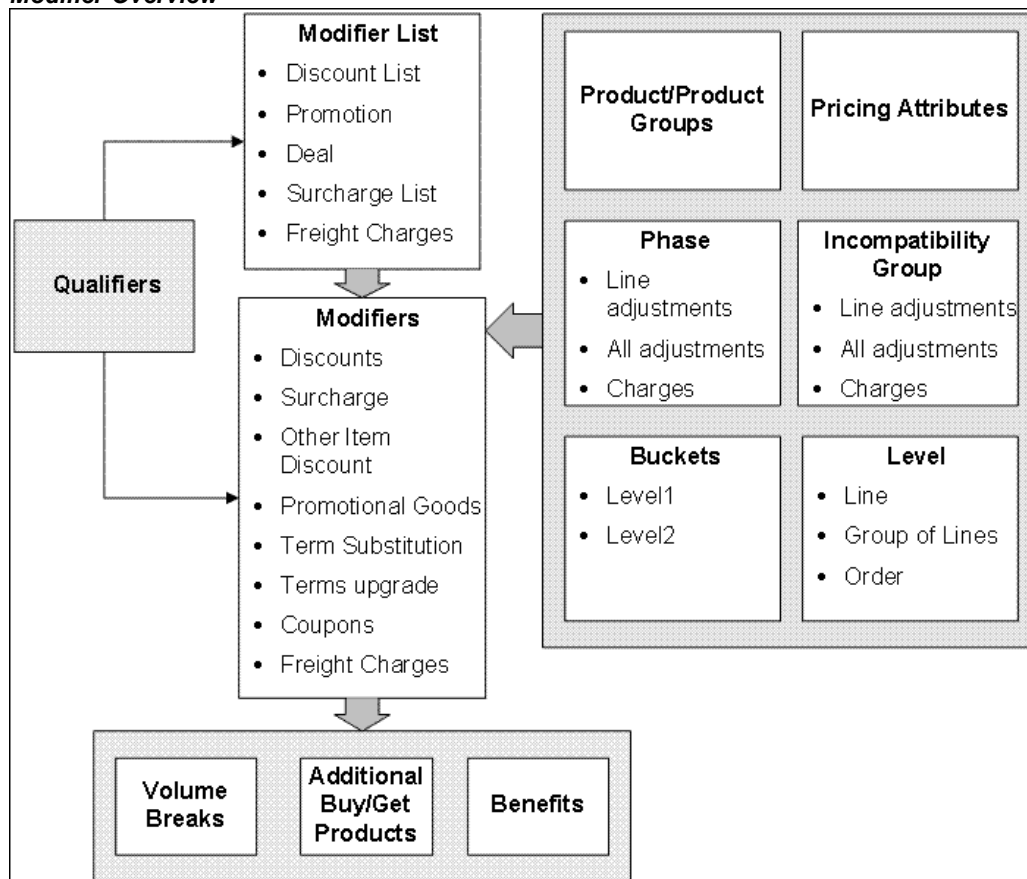 Modifier Overview
Modifier List
• Discount List
• Promotion
• Deal
• Surcharge List
• Freight Charges
Qualifiers
Modifiers
• Discounts
• Surcharge
• Other Item
Discount
• Promotional Goods
• Term Substitution
• Terms upgrade
• Coupons
• Freight Charges
Product/Product
Groups
Pricing Attributes
Phase
• Line
adjustments
• All adjustments
• Charges
Incompatibility
Group
• Line adjustments
• All adjustments
• Charges
Buckets
• Level1
• Level2
Level
• Line
• Group of Lines
• Order
Volume
Breaks
Additional
Buy/Get
Products
Benefits